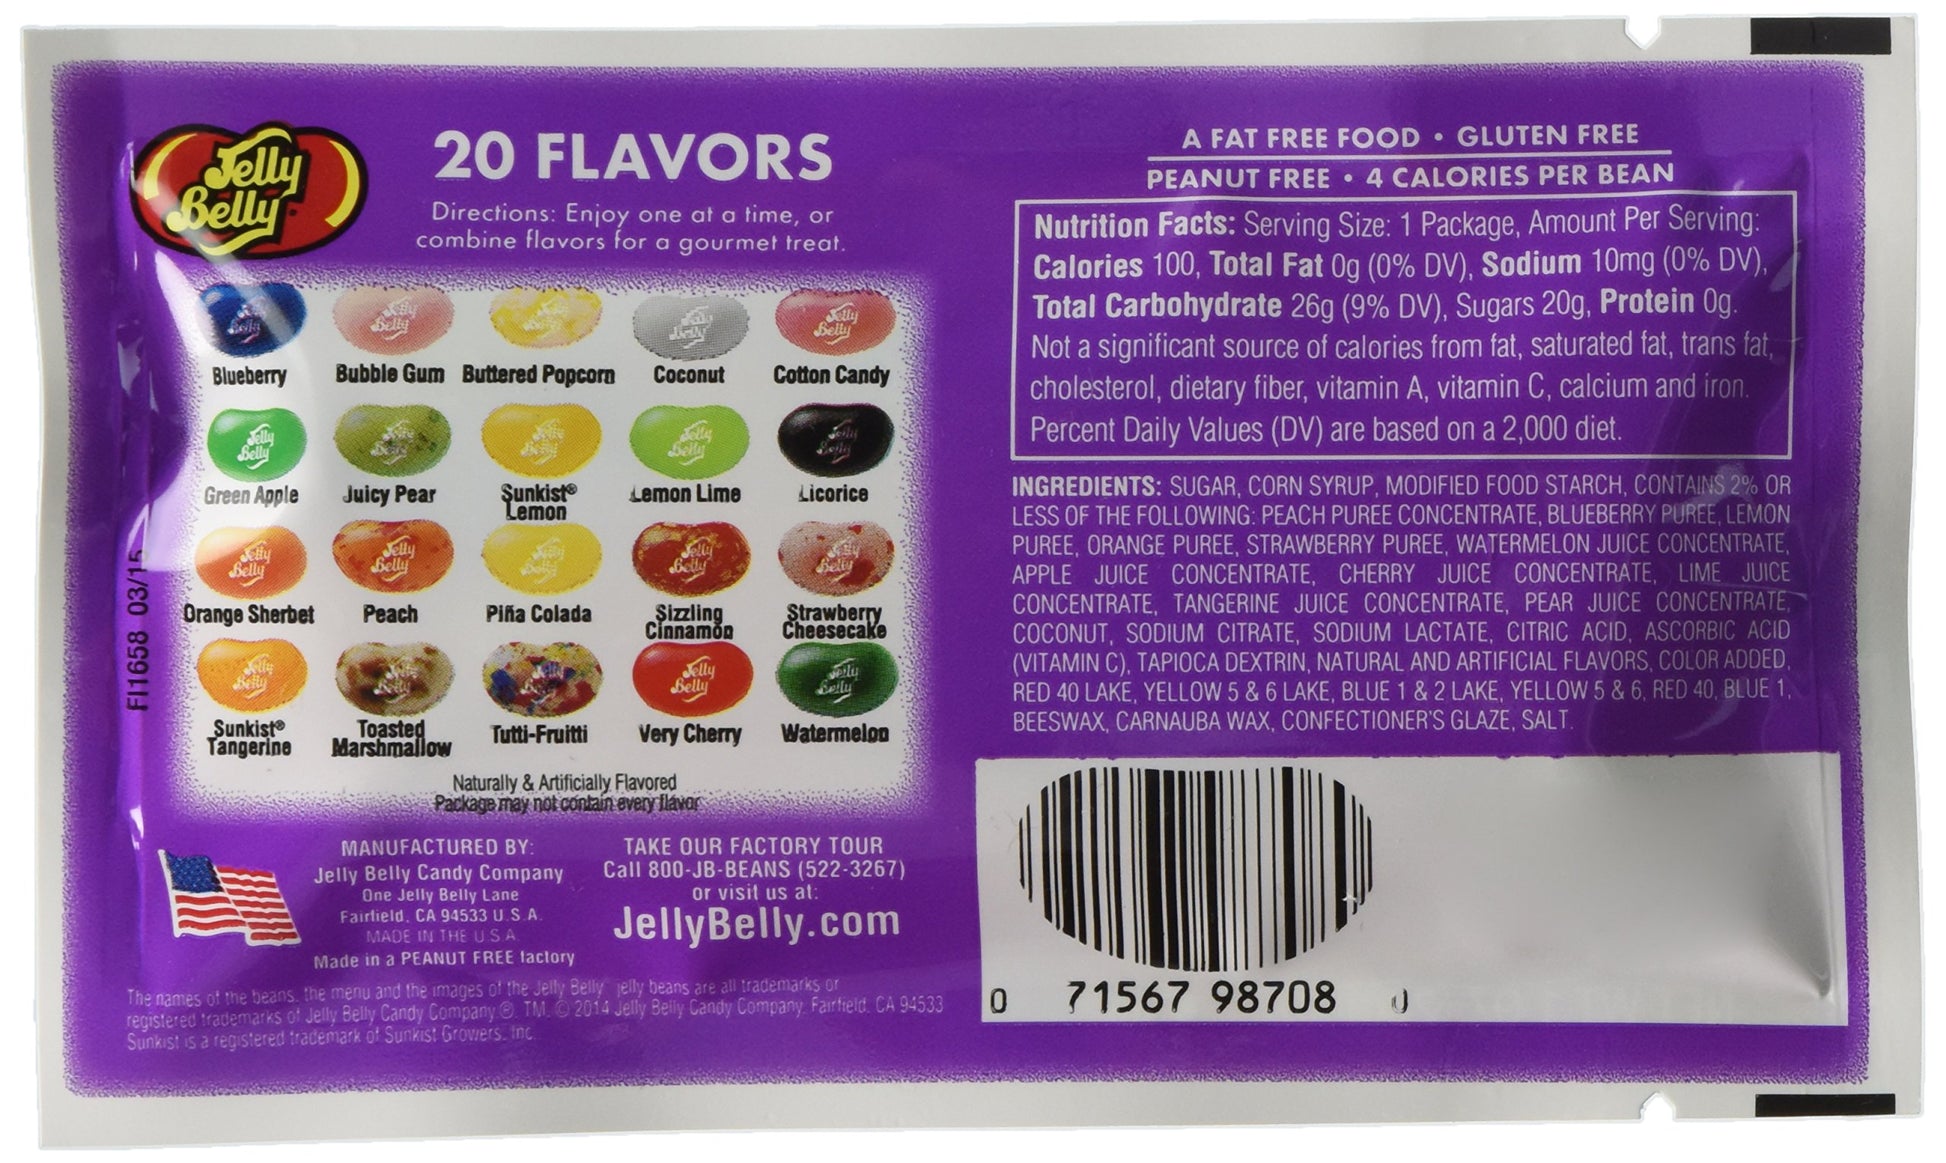 Jelly
Belly
20 FLAVORS
Directions: Enjoy one at a time, or
combine flavors for a gourmet treat.
Blueberry
Bubble Gum
Buttered Popcorn
Coconut
Cotton Candy
Green Apple
Juicy Pear
Sunkist®
Lemon
Lemon Lime
Licorice
Orange Sherbet
Peach
Piña Colada
Sizzling
Cinnamon
Strawberry
Cheesecake
Sunkist®
Tangerine
Toasted
Marshmallow
Tutti-Fruitti
Very Cherry
Watermelon
Naturally & Artificially Flavored
Package may not contain every flavor
FI1658 03/15
MANUFACTURED BY:
Jelly Belly Candy Company
One Jelly Belly Lane
Fairfield, CA 94533 U.S.A.
MADE IN THE U.S.A.
Made in a PEANUT FREE factory
TAKE OUR FACTORY TOUR
Call 800-JB-BEANS (522-3267)
or visit us at:
JellyBelly.com
The names of the beans, the menu and the images of the Jelly Belly jelly beans are all trademarks or
registered trademarks of Jelly Belly Candy Company ®, TM, © 2014 Jelly Belly Candy Company, Fairfield, CA 94533
Sunkist is a registered trademark of Sunkist Growers, Inc.
A FAT FREE FOOD • GLUTEN FREE
PEANUT FREE • 4 CALORIES PER BEAN
Nutrition Facts: Serving Size: 1 Package, Amount Per Serving:
Calories 100, Total Fat 0g (0% DV), Sodium 10mg (0% DV),
Total Carbohydrate 26g (9% DV), Sugars 20g, Protein 0g.
Not a significant source of calories from fat, saturated fat, trans fat,
cholesterol, dietary fiber, vitamin A, vitamin C, calcium and iron.
Percent Daily Values (DV) are based on a 2,000 diet.
INGREDIENTS: SUGAR, CORN SYRUP, MODIFIED FOOD STARCH, CONTAINS 2% OR
LESS OF THE FOLLOWING: PEACH PUREE CONCENTRATE, BLUEBERRY PUREE, LEMON
PUREE, ORANGE PUREE, STRAWBERRY PUREE, WATERMELON JUICE CONCENTRATE,
APPLE JUICE CONCENTRATE, CHERRY JUICE CONCENTRATE, LIME JUICE
CONCENTRATE, TANGERINE JUICE CONCENTRATE, PEAR JUICE CONCENTRATE,
COCONUT, SODIUM CITRATE, SODIUM LACTATE, CITRIC ACID, ASCORBIC ACID
(VITAMIN C), TAPIOCA DEXTRIN, NATURAL AND ARTIFICIAL FLAVORS, COLOR ADDED,
RED 40 LAKE, YELLOW 5 & 6 LAKE, BLUE 1 & 2 LAKE, YELLOW 5 & 6, RED 40, BLUE 1,
BEESWAX, CARNAUBA WAX, CONFECTIONER'S GLAZE, SALT.
0 71567 98708 0